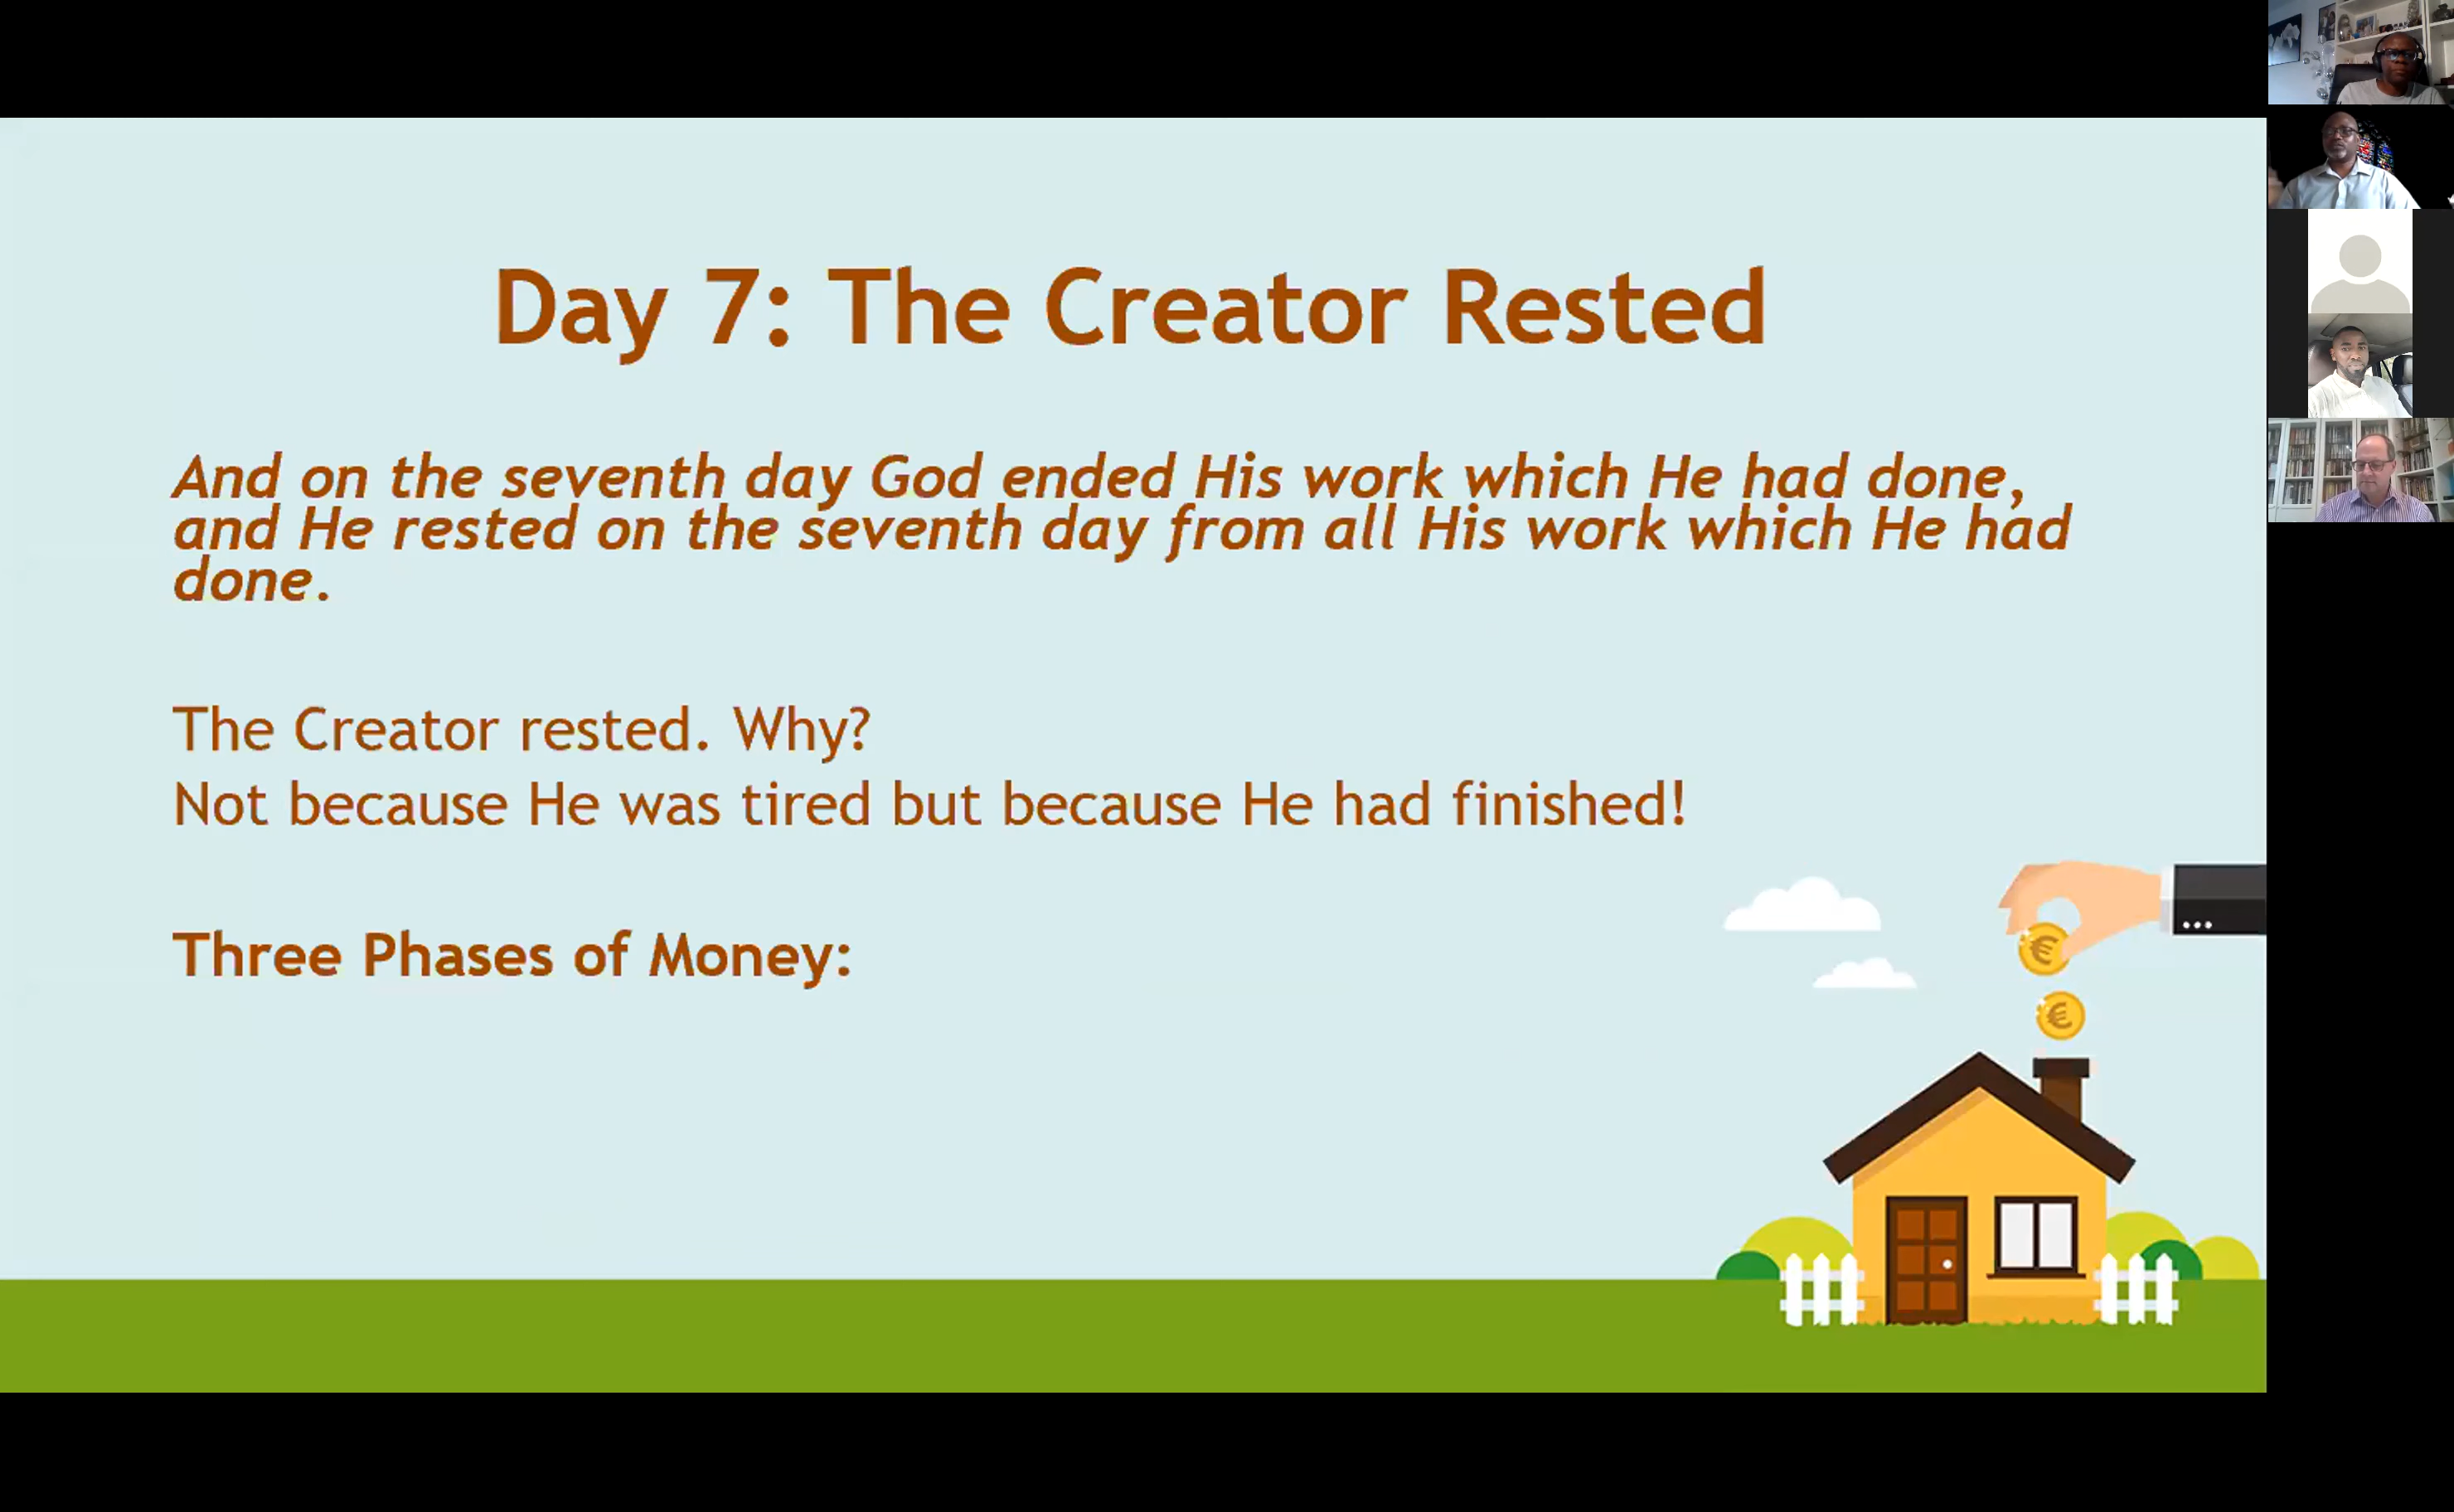 Day 7: The Creator Rested
And on the seventh day God ended His work which He had done,
and He rested on the seventh day from all His work which He had
done.
The Creator rested. Why?
Not because He was tired but because He had finished!
Three Phases of Money:
€
€